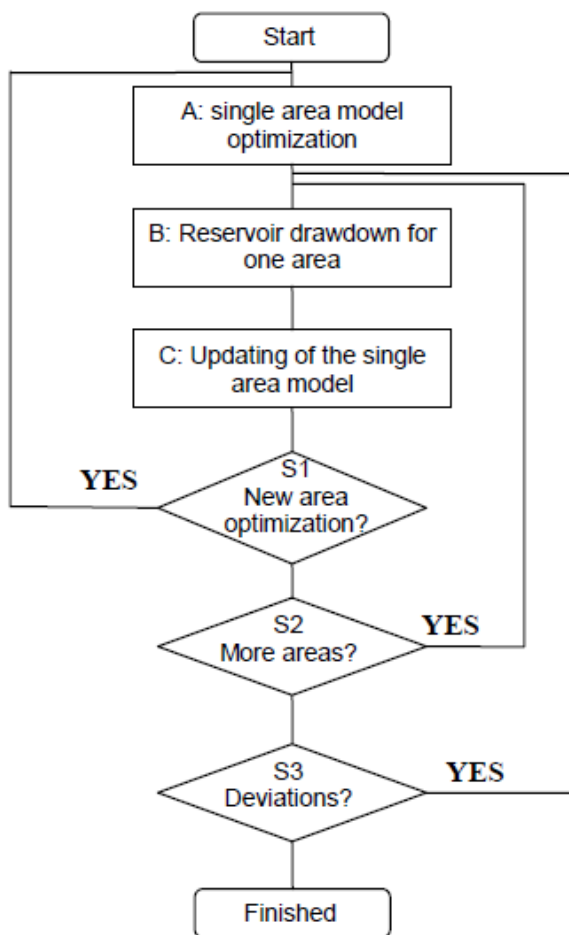 Start
A: single area model
optimization
B: Reservoir drawdown for
one area
C: Updating of the single
area model
S1
YES
New area
optimization?
S2
YES
More areas?
S3
YES
Deviations?
Finished